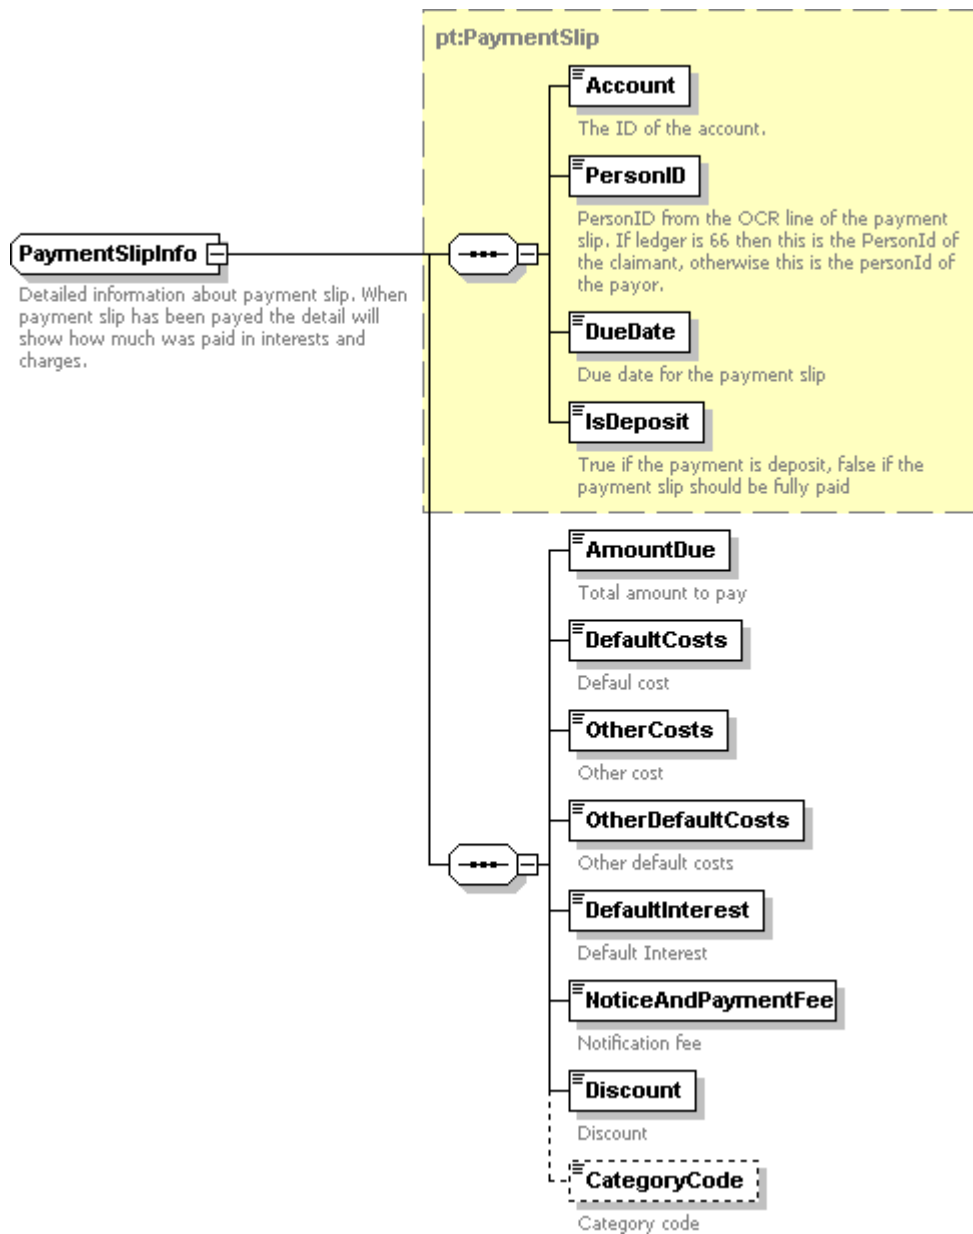 pt:PaymentSlip
Account
The ID of the account.
PersonID
PersonID from the OCR line of the payment
slip. If ledger is 66 then this is the PersonId of
the claimant, otherwise this is the personId of
the payor.
PaymentSlipInfo
Detailed information about payment slip. When
payment slip has been payed the detail will
show how much was paid in interests and
charges.
DueDate
Due date for the payment slip
IsDeposit
True if the payment is deposit, false if the
payment slip should be fully paid
AmountDue
Total amount to pay
DefaultCosts
Defaul cost
OtherCosts
Other cost
OtherDefaultCosts
Other default costs
DefaultInterest
Default Interest
NoticeAndPaymentFee
Notification fee
Discount
Discount
CategoryCode
Category code